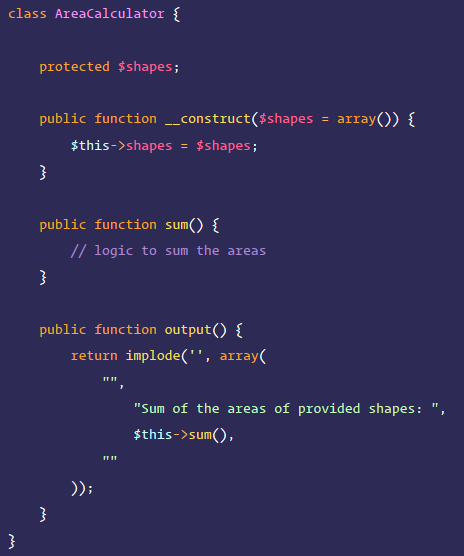 class AreaCalculator {
protected $shapes;
public function __construct($shapes = array()) {
$this->shapes = $shapes;
}
public function sum() {
// logic to sum the areas
}
public function output() {
return implode('', array(
"",
"Sum of the areas of provided shapes: ",
$this->sum(),
""
));
}
}